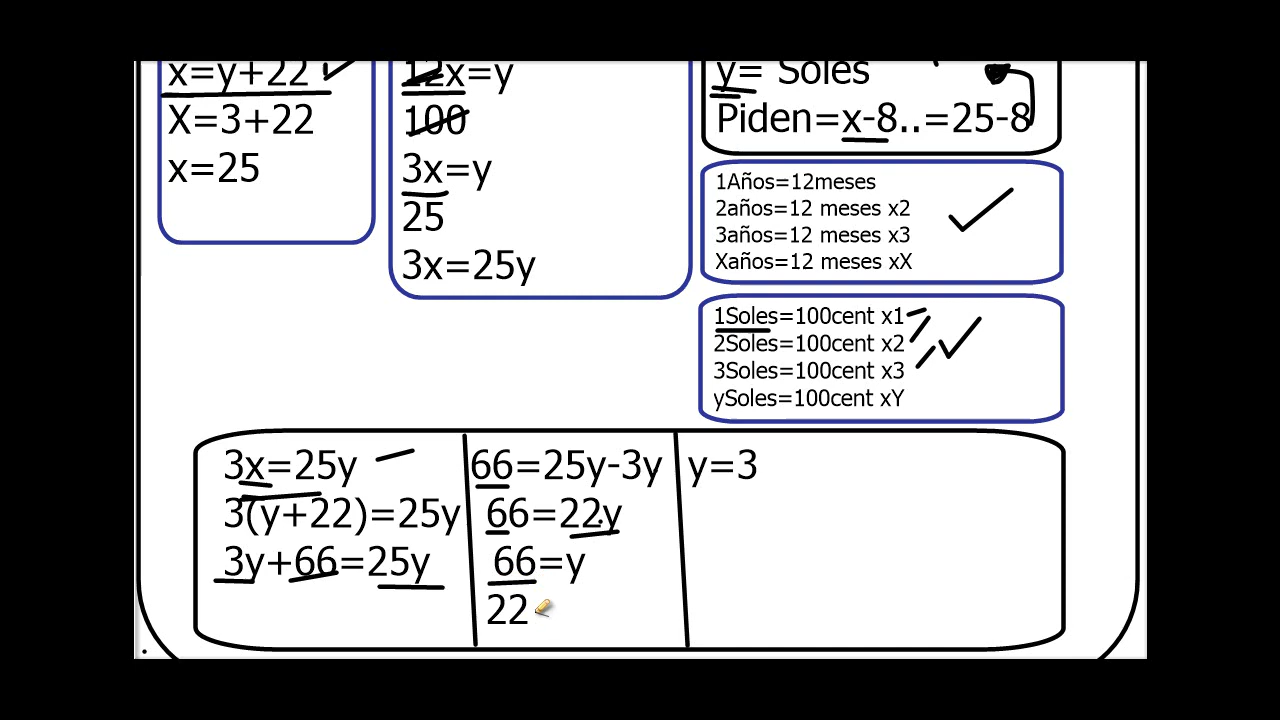 x=y+22
X=3+22
x=25
12x=y
100
3x=y
25
3x=25y
y= Soles
Piden=x-8..=25-8
1Años=12meses
2años=12 meses x2
3años=12 meses x3
Xaños=12 meses xX
1Soles=100cent x1
2Soles=100cent x2
3Soles=100cent x3
ySoles=100cent xY
3x=25y
3(y+22)=25y
3y+66=25y
66=25y-3y
66=22y
66=y
22
y=3